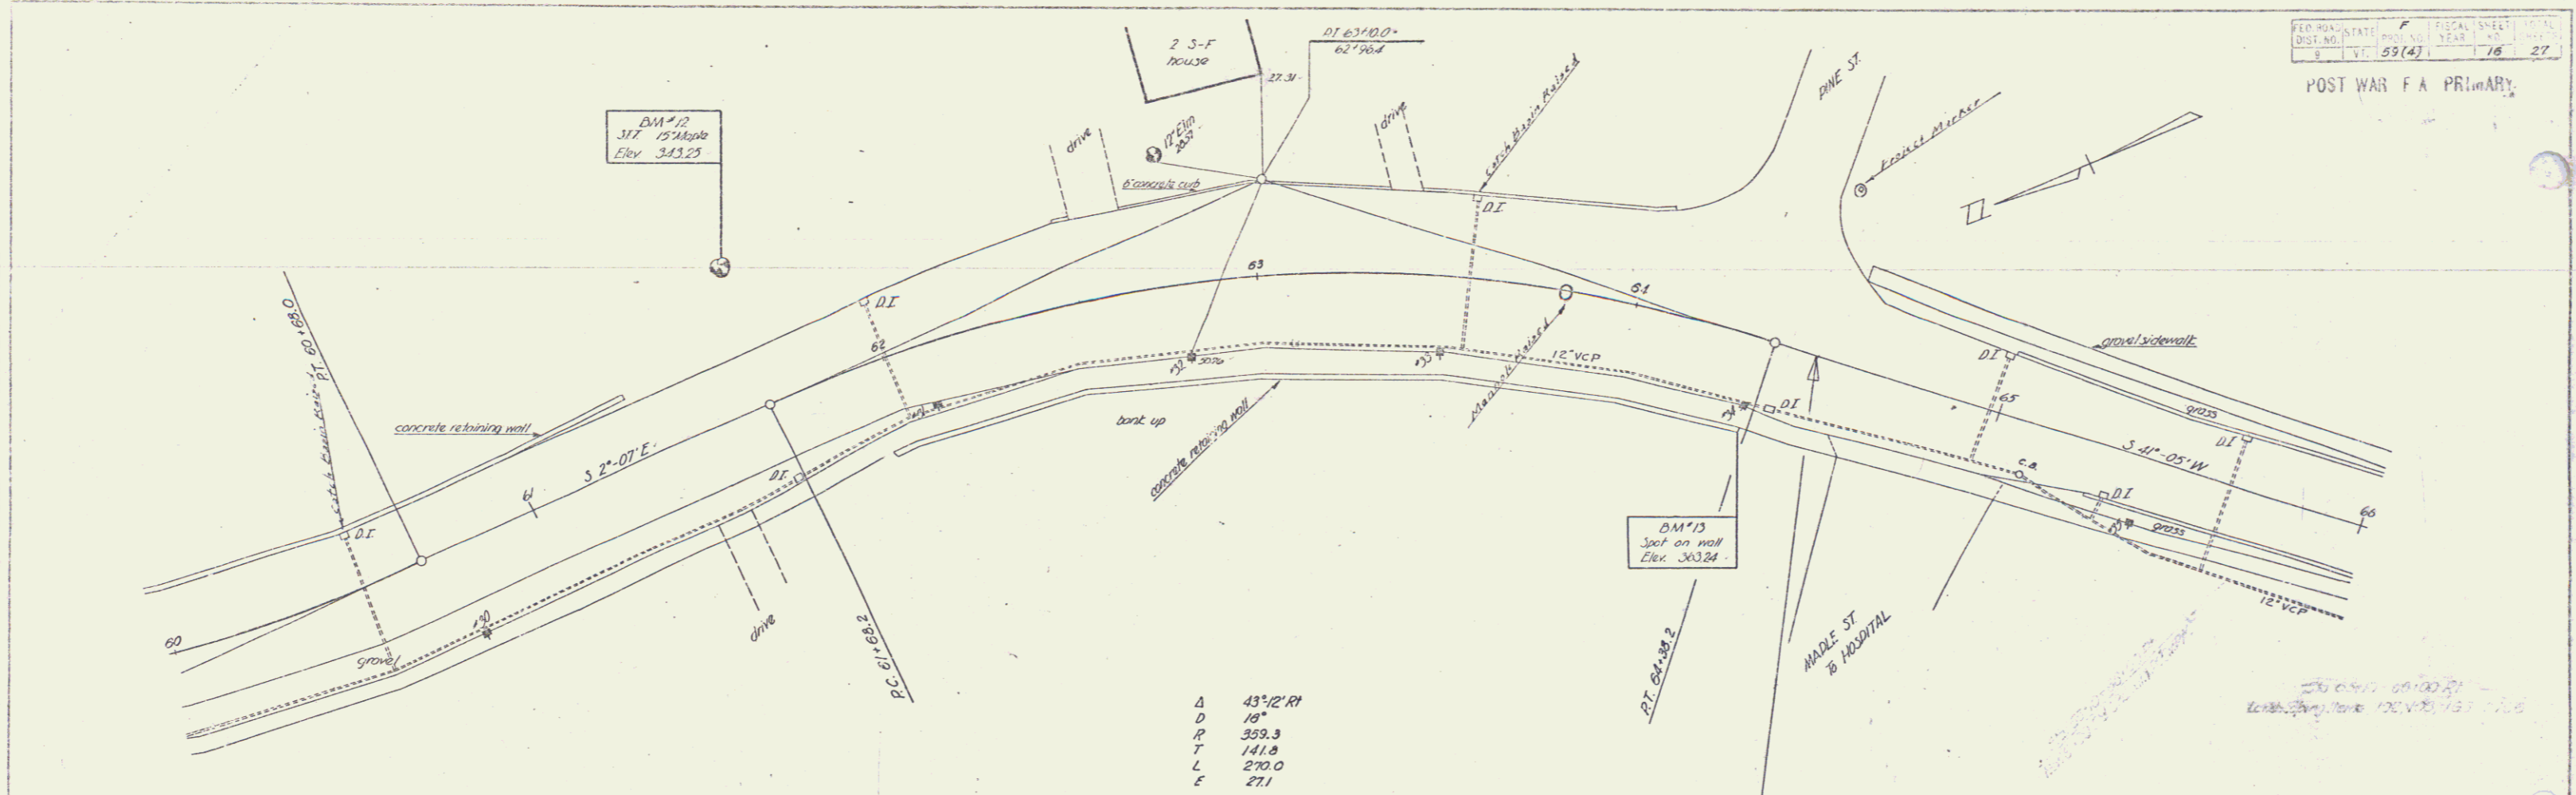 FED. ROAD DIST. NO. STATE F PROJ. NO. FISCAL YEAR SHEET NO. TOTAL SHEETS
9 VT. 59(4) 16 27
POST WAR F A PRIMARY
2 S-F
house
27.31
P.I. 63+10.0
62+96.4
BM#12
15" Maple
Elev 343.25
drive
12" Elm
6" concrete curb
drive
Catch Basin Raised
PINE ST.
Project Marker
D.I.
D.I.
63
64
62
P.T. 60+68.0
Catch Basin Raised
concrete retaining wall
S 2°-07' E
61
D.I.
D.I.
60
gravel
#30
drive
P.C. 61+68.2
#32
#33
12" VCP
Manhole Raised
bank up
concrete retaining wall
#34
D.I.
gravel sidewalk
D.I.
65
grass
D.I.
S 41°-05' W
C.B.
D.I.
grass
66
12" VCP
BM#13
Spot on wall
Elev. 363.24
P.T. 64+38.2
MAPLE ST.
TO HOSPITAL
Δ 43°-12' Rt
D 16°
R 359.3
T 141.8
L 270.0
E 27.1